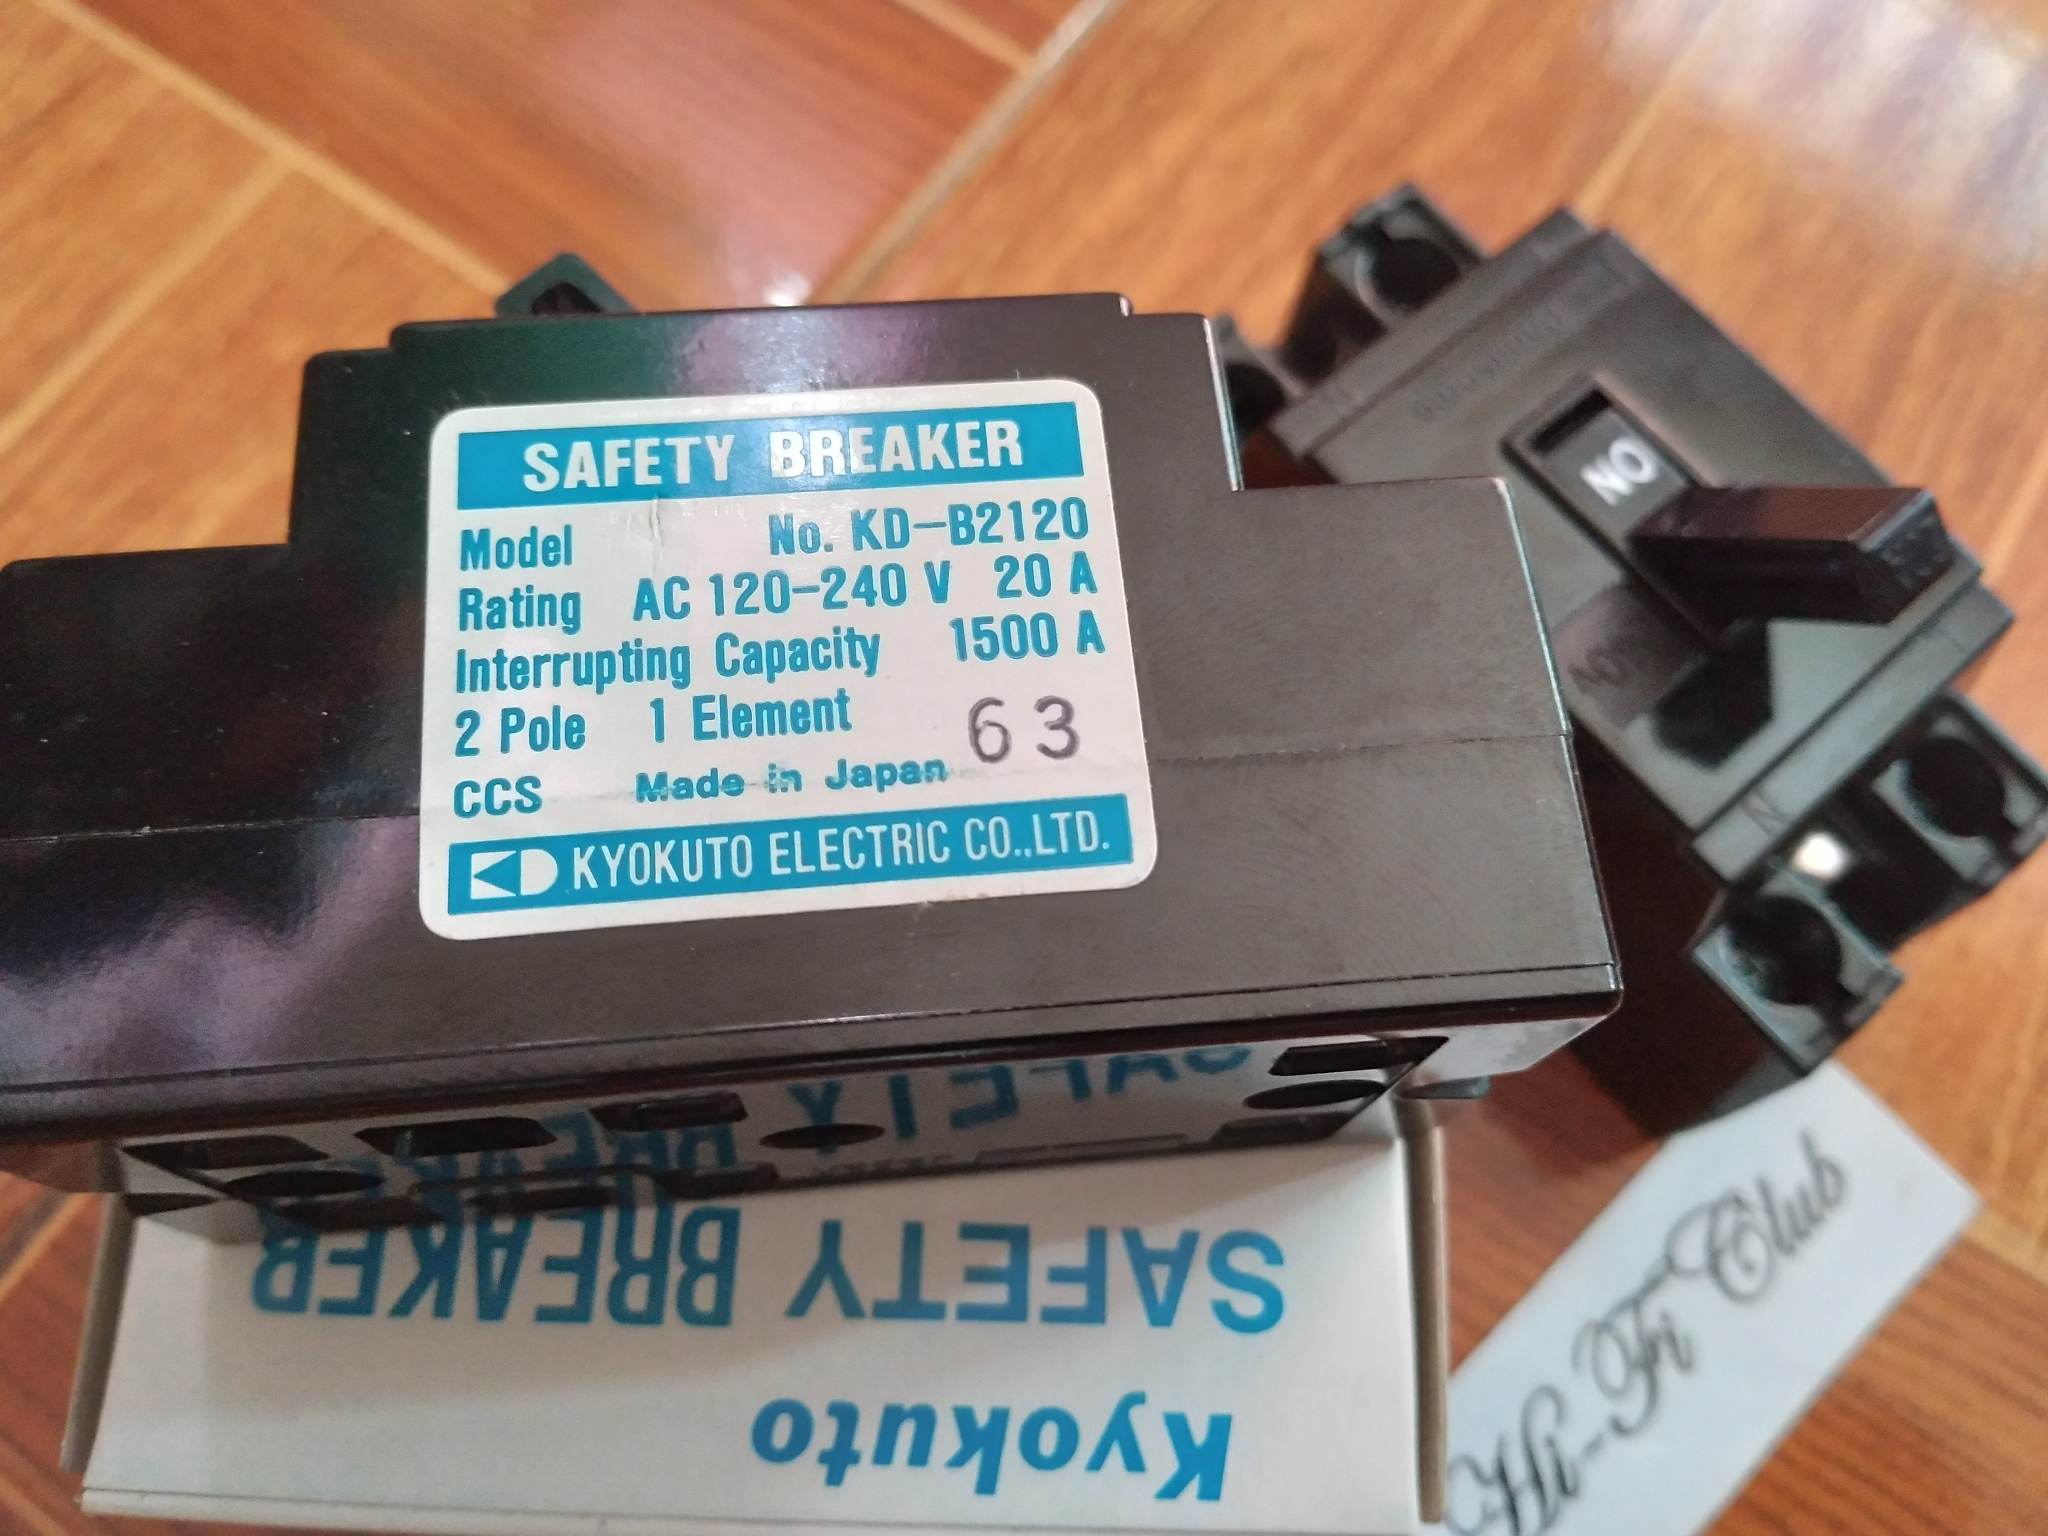 SAFETY BREAKER
Model No. KD-B2120
Rating AC 120-240 V 20 A
Interrupting Capacity 1500 A
2 Pole 1 Element 63
CCS Made in Japan
KD KYOKUTO ELECTRIC CO.,LTD.
ON
N
SAFETY BREAKER
Kyokuto
Hi-Fi Club